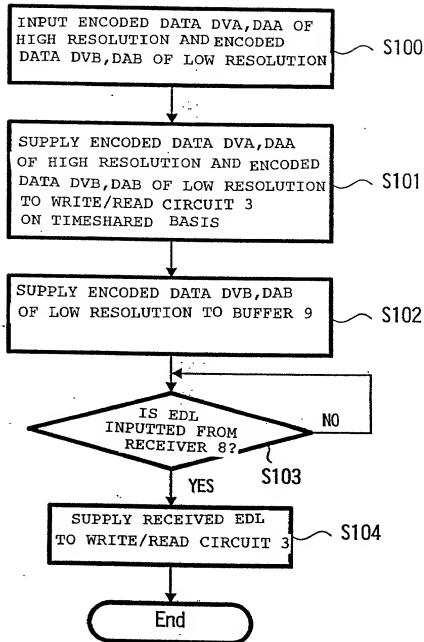 INPUT ENCODED DATA DVA,DAA OF
HIGH RESOLUTION AND ENCODED
DATA DVB,DAB OF LOW RESOLUTION
S100
SUPPLY ENCODED DATA DVA,DAA
OF HIGH RESOLUTION AND ENCODED
DATA DVB,DAB OF LOW RESOLUTION
TO WRITE/READ CIRCUIT 3
ON TIMESHARED BASIS
S101
SUPPLY ENCODED DATA DVB,DAB
OF LOW RESOLUTION TO BUFFER 9
S102
IS EDL
INPUTTED FROM
RECEIVER 8?
NO
S103
YES
SUPPLY RECEIVED EDL
TO WRITE/READ CIRCUIT 3
S104
End